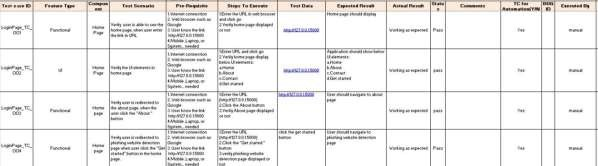 Test case ID Feature Type Component Test Scenario Pre-Requisite Steps To Execute Test Data Expected Result Actual Result Status Comments TC for Automation(Y/N) BUG ID Executed By
LoginPage_TC_OO1 Functional Home Page Verify user is able to see the home page, when user enter the link in URL
1.Internet connection
2. Web browser such as Google
3.User know the link
http://127.0.0.1:5000/
4.Mobile ,Laptop, or System... needed
1.Enter the URL in web browser and click go
2.Verify home page displayed or not
http://127.0.0.1:5000/
Home page should display
Working as expected Pass Yes manual
LoginPage_TC_OO2 UI Home Page Verify the UI elements in home page
1.Internet connection
2. Web browser such as Google
3.User know the link
http://127.0.0.1:5000/
4.Mobile ,Laptop, or System... needed
1.Enter URL and click go
2.Verify home page display below UI elements:
a.Home
b.About
c.Contact
d.Get started
http://127.0.0.1:5000/
Application should show below UI elements:
a.Home
b.About
c.Contact
d.Get started
Working as expected pass Yes manual
LoginPage_TC_OO3 Functional Home page Verify user is redirected to the about page, when the user click the "About" button
1.Internet connection
2. Web browser such as Google
3.User know the link
http://127.0.0.1:5000/
4.Mobile ,Laptop, or System... needed
1.Enter the URL
(http://127.0.0.1:5000/)
2.Click the About button
3.Verify About page displayed or not
http://127.0.0.1:5000/
User should navigate to about page
Working as expected pass Yes manual
LoginPage_TC_OO4 Functional Home page Verify user is redirected to phishing website detection page when user click the "Get started" button in the home page.
1.Internet connection
2. Web browser such as Google
3.User know the link
http://127.0.0.1:5000/
4.Mobile ,Laptop, or System... needed
1.Enter the URL
(http://127.0.0.1:5000/)
2.Click the "Get started" button
3.verify phishing website detection page displayed or not
click the get started button
User should navigate to phishing website detection page
Working as expected pass Yes manual